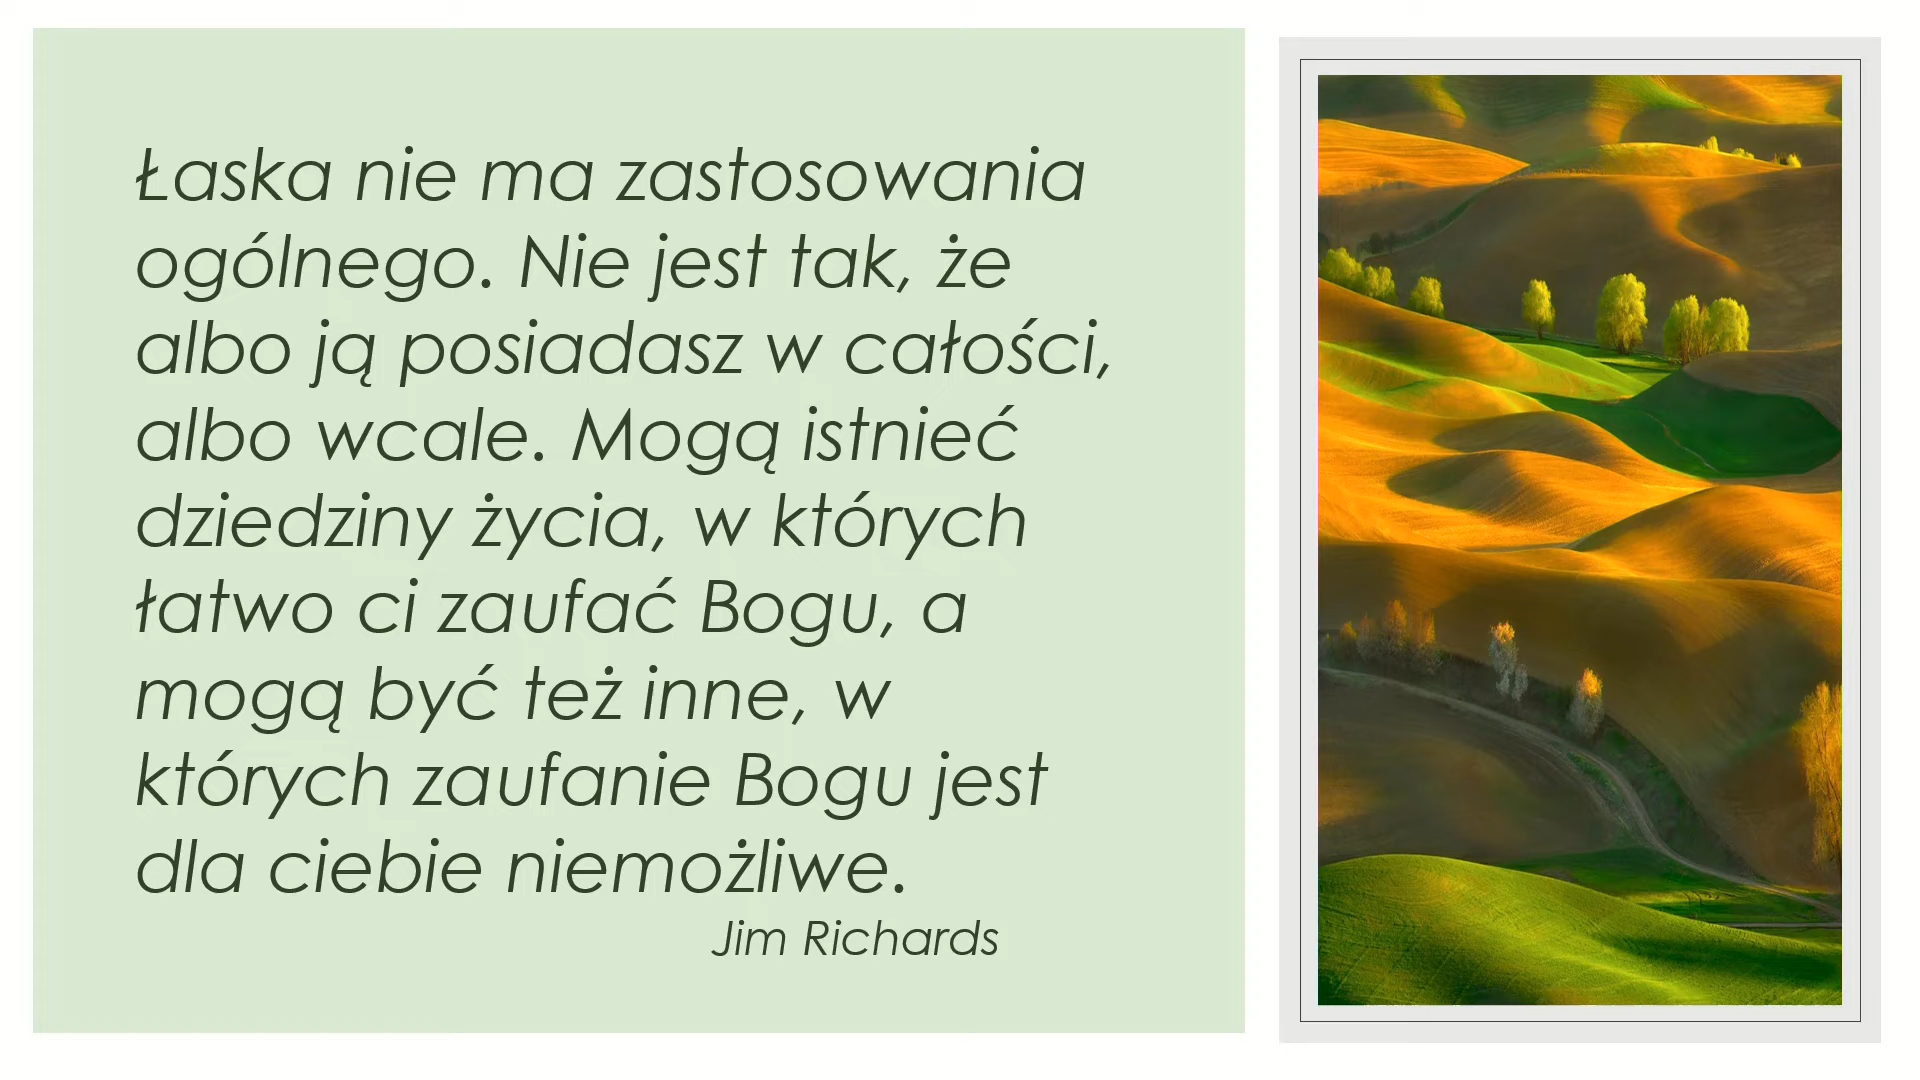 Łaska nie ma zastosowania
ogólnego. Nie jest tak, że
albo ją posiadasz w całości,
albo wcale. Mogą istnieć
dziedziny życia, w których
łatwo ci zaufać Bogu, a
mogą być też inne, w
których zaufanie Bogu jest
dla ciebie niemożliwe.
Jim Richards